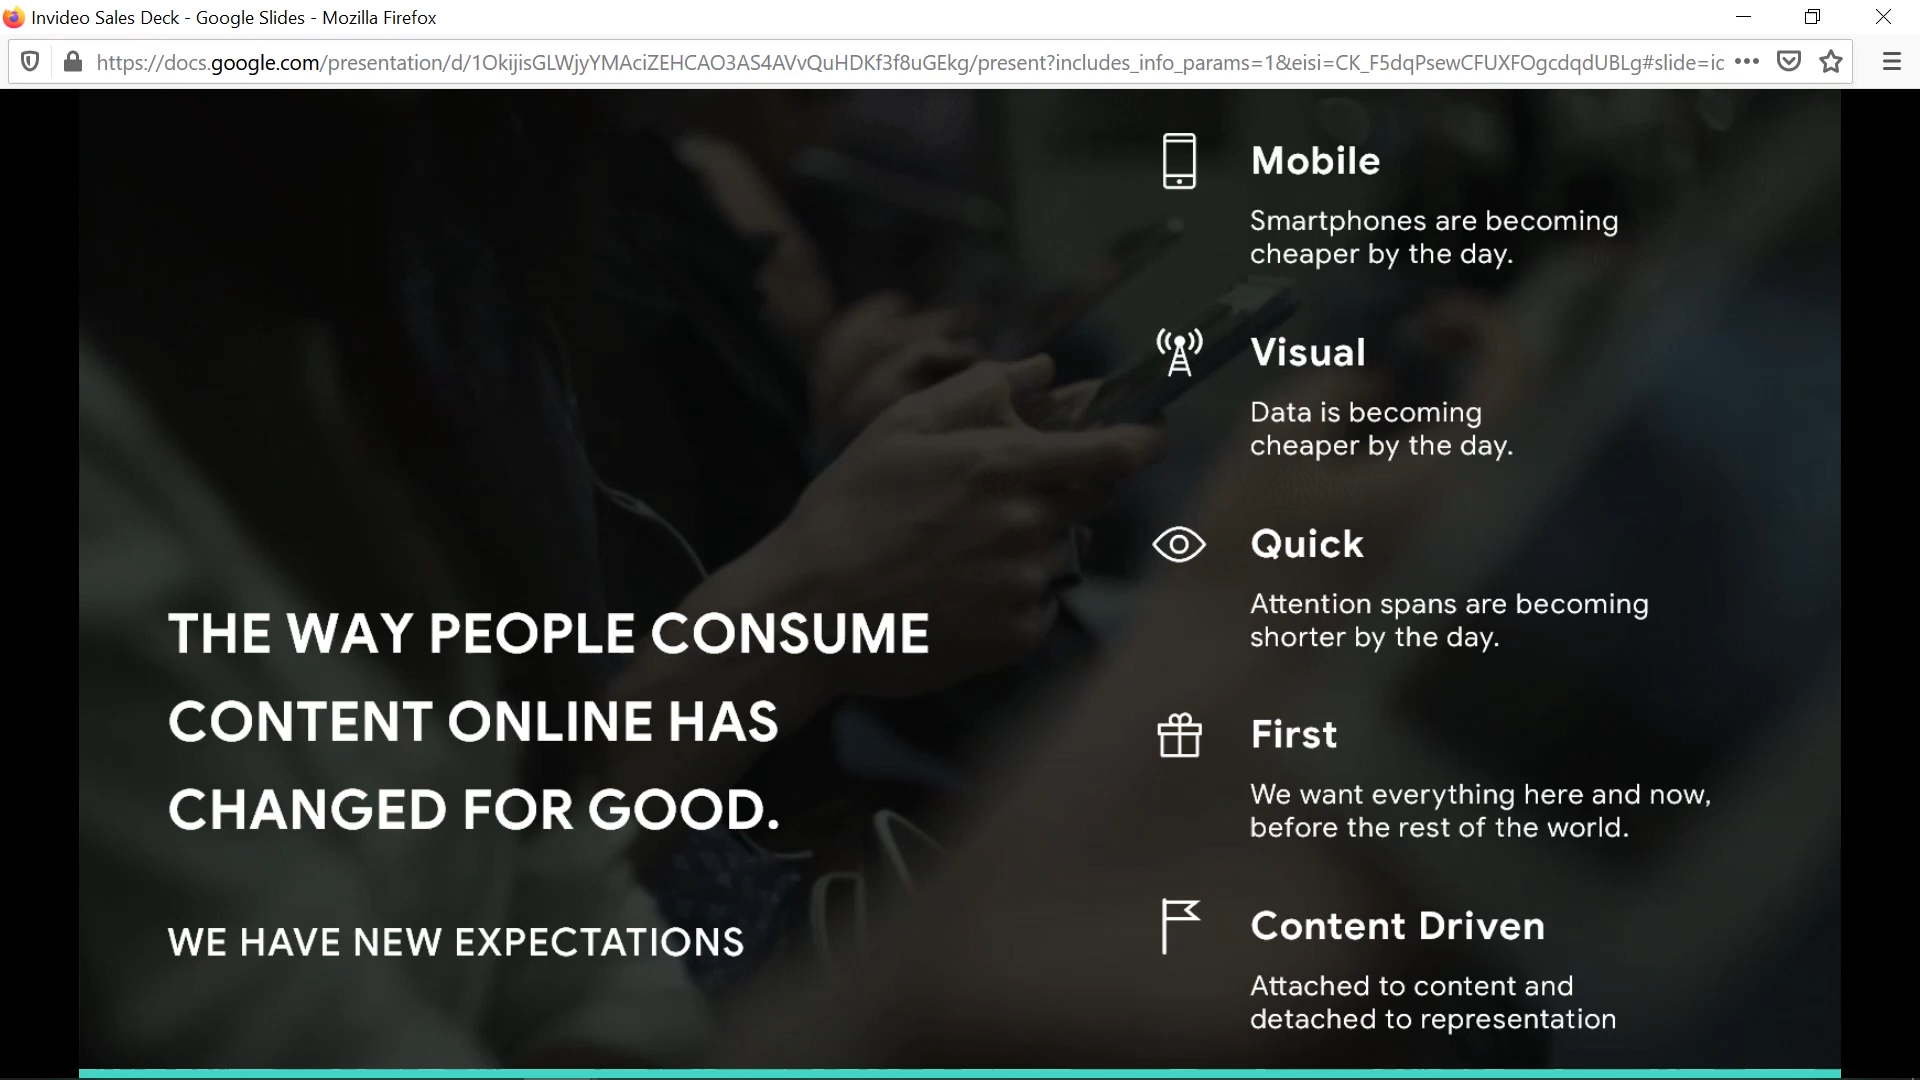 Invideo Sales Deck - Google Slides - Mozilla Firefox
https://docs.google.com/presentation/d/1OkijisGLWjyYMAciZEHCAO3AS4AVvQuHDKf3f8uGEkg/present?includes_info_params=1&eisi=CK_F5dqPsewCFUXFOgcdqdUBLg#slide=ic
THE WAY PEOPLE CONSUME
CONTENT ONLINE HAS
CHANGED FOR GOOD.
WE HAVE NEW EXPECTATIONS
Mobile
Smartphones are becoming
cheaper by the day.
Visual
Data is becoming
cheaper by the day.
Quick
Attention spans are becoming
shorter by the day.
First
We want everything here and now,
before the rest of the world.
Content Driven
Attached to content and
detached to representation